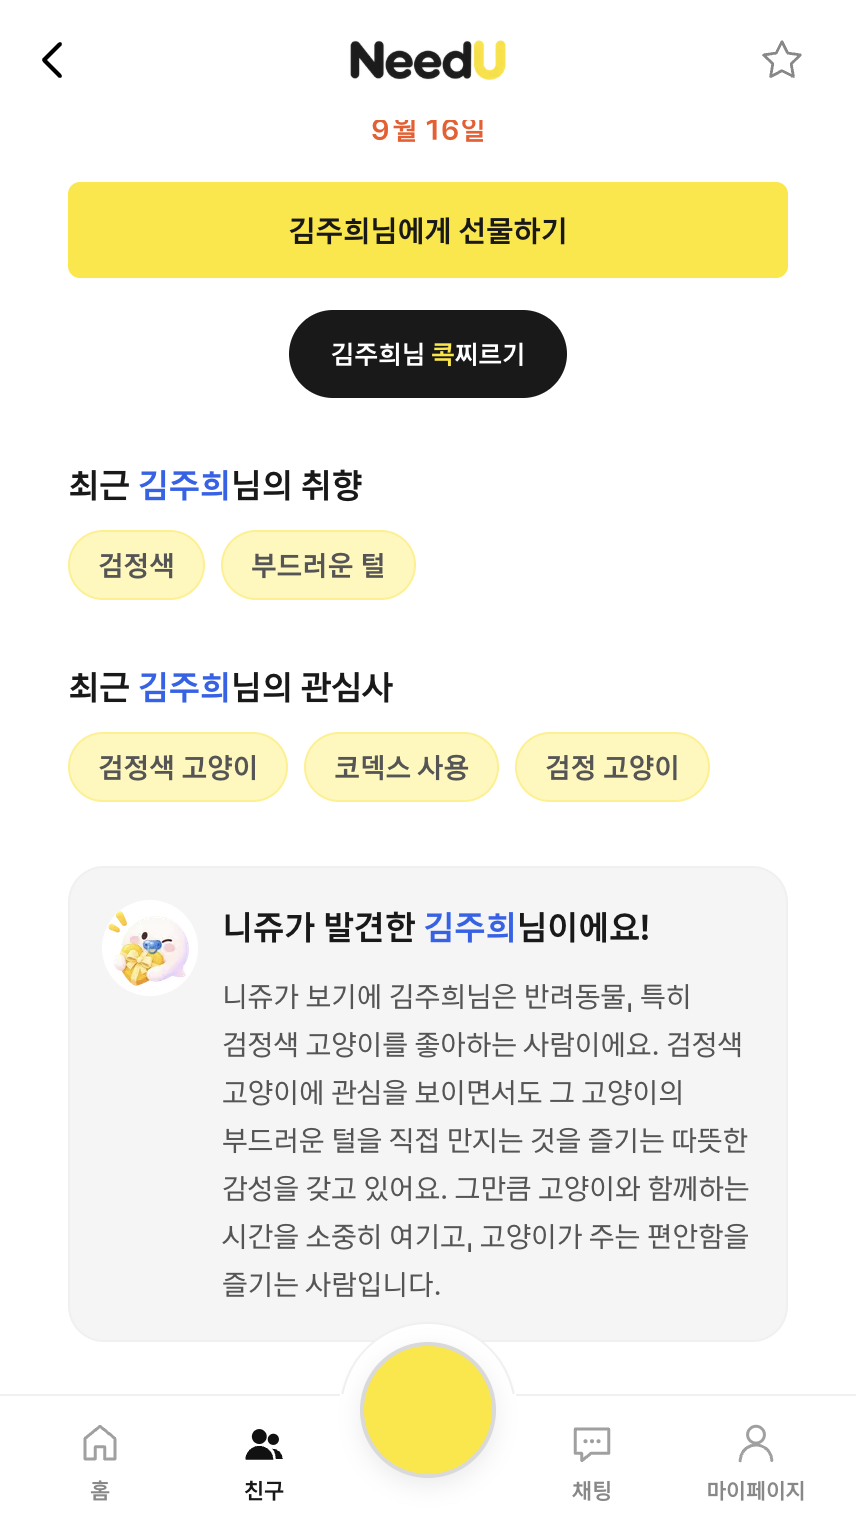 NeedU
9월 16일
김주희님에게 선물하기
김주희님 콕찌르기
최근 김주희님의 취향
검정색
부드러운 털
최근 김주희님의 관심사
검정색 고양이
코덱스 사용
검정 고양이
니쥬가 발견한 김주희님이에요!
니쥬가 보기에 김주희님은 반려동물, 특히
검정색 고양이를 좋아하는 사람이에요. 검정색
고양이에 관심을 보이면서도 그 고양이의
부드러운 털을 직접 만지는 것을 즐기는 따뜻한
감성을 갖고 있어요. 그만큼 고양이와 함께하는
시간을 소중히 여기고, 고양이가 주는 편안함을
즐기는 사람입니다.
홈
친구
채팅
마이페이지